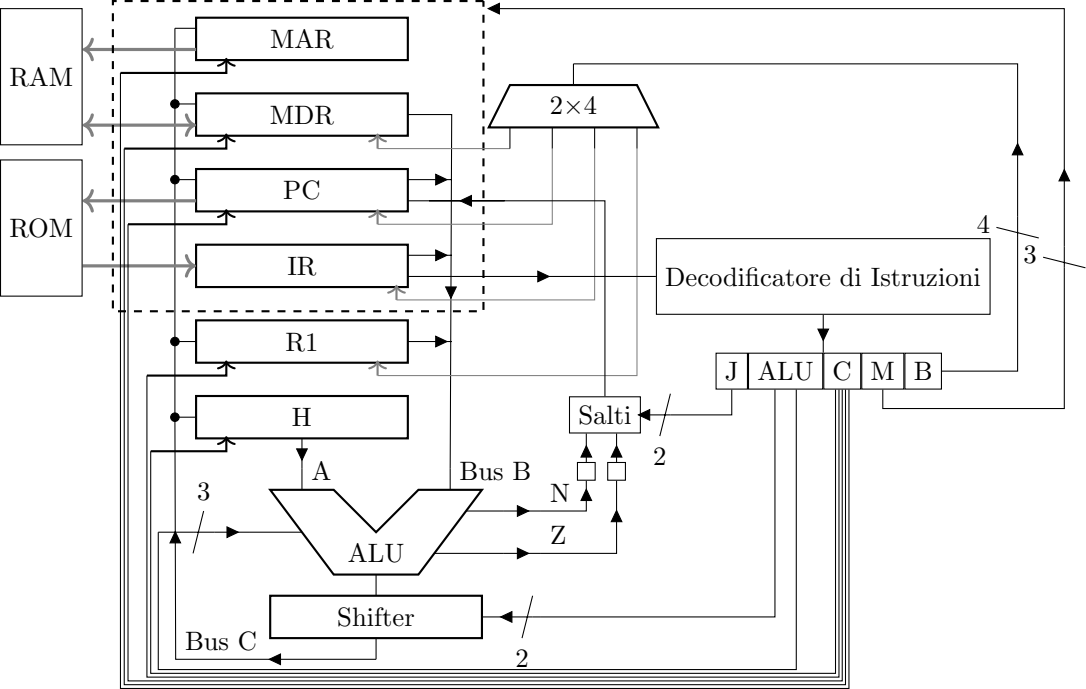 RAM
ROM
MAR
MDR
PC
IR
R1
H
2×4
4
3
Decodificatore di Istruzioni
J ALU C M B
Salti
2
A
Bus B
N
Z
3
ALU
Shifter
2
Bus C